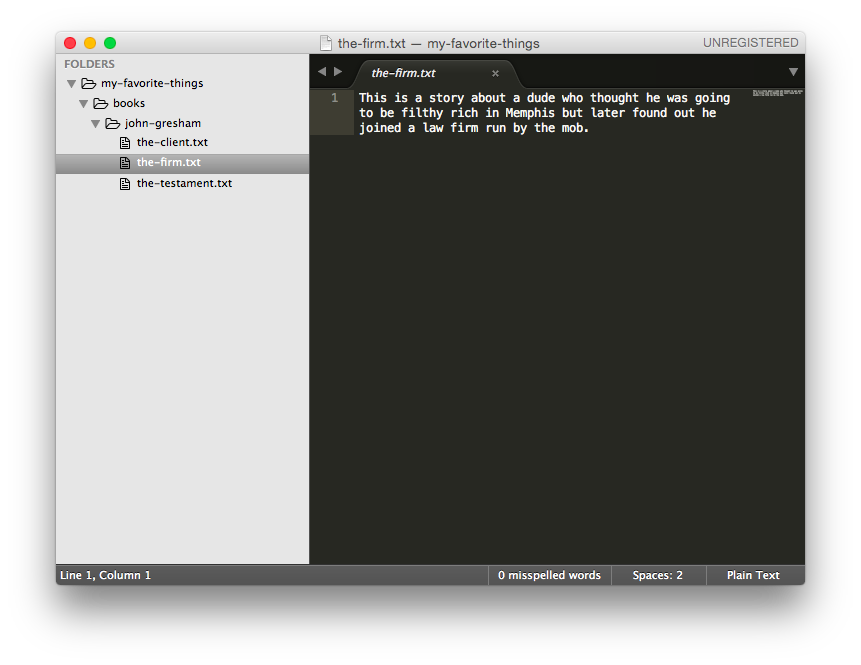 the-firm.txt — my-favorite-things
UNREGISTERED
FOLDERS
my-favorite-things
books
john-gresham
the-client.txt
the-firm.txt
the-testament.txt
the-firm.txt
1 This is a story about a dude who thought he was going
to be filthy rich in Memphis but later found out he
joined a law firm run by the mob.
Line 1, Column 1
0 misspelled words
Spaces: 2
Plain Text